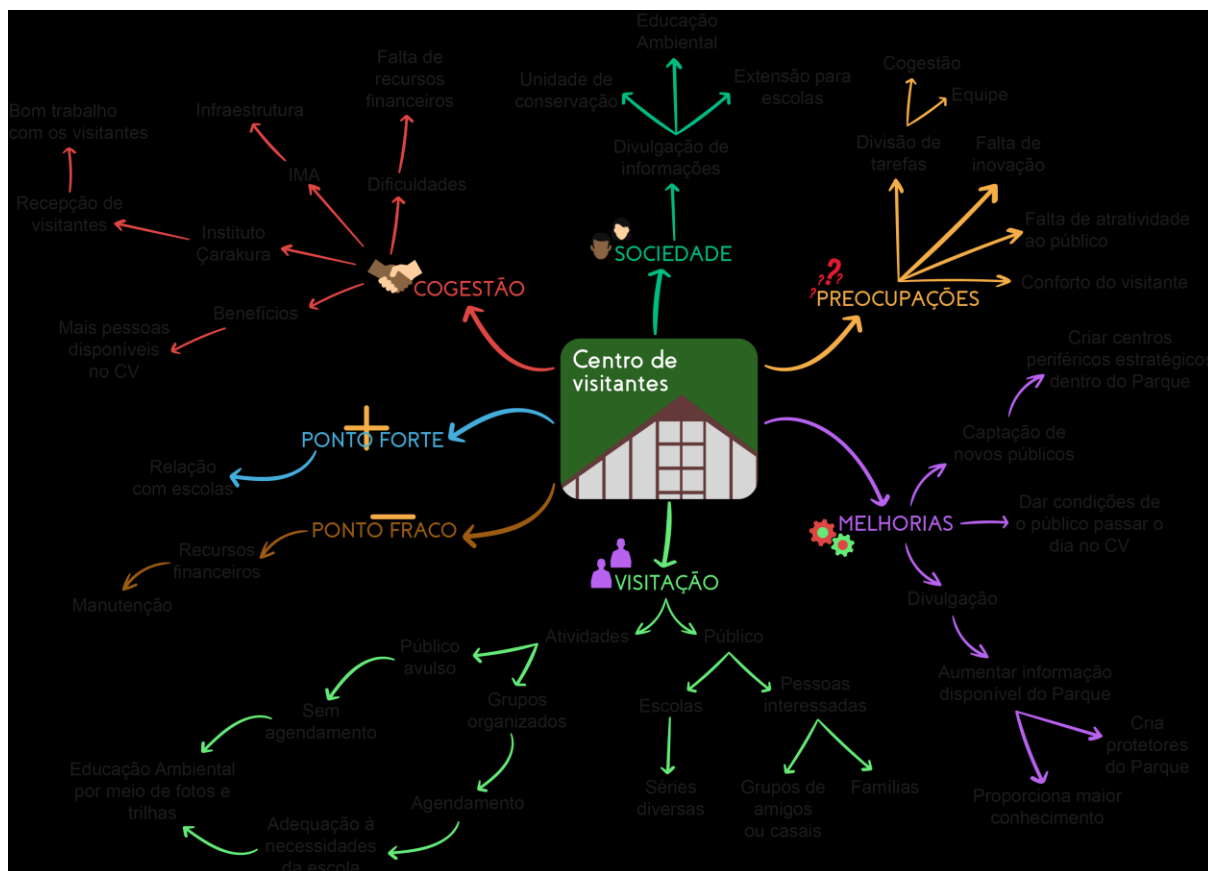 Centro de
visitantes
COGESTÃO
Dificuldades
Falta de
recursos
financeiros
IMA
Infraestrutura
Instituto
Çarakura
Recepção de
visitantes
Bom trabalho
com os visitantes
Benefícios
Mais pessoas
disponíveis
no CV
SOCIEDADE
Divulgação de
informações
Unidade de
conservação
Educação
Ambiental
Extensão para
escolas
???
PREOCUPAÇÕES
Divisão de
tarefas
Cogestão
Equipe
Falta de
inovação
Falta de atratividade
ao público
Conforto do visitante
PONTO FORTE
Relação
com escolas
PONTO FRACO
Recursos
financeiros
Manutenção
MELHORIAS
Captação de
novos públicos
Criar centros
periféricos estratégicos
dentro do Parque
Dar condições de
o público passar o
dia no CV
Divulgação
Aumentar informação
disponível do Parque
Cria
protetores
do Parque
Proporciona maior
conhecimento
VISITAÇÃO
Atividades
Público
avulso
Sem
agendamento
Educação Ambiental
por meio de fotos e
trilhas
Grupos
organizados
Agendamento
Adequação à
necessidades
da escola
Público
Escolas
Séries
diversas
Pessoas
interessadas
Grupos de
amigos
ou casais
Famílias